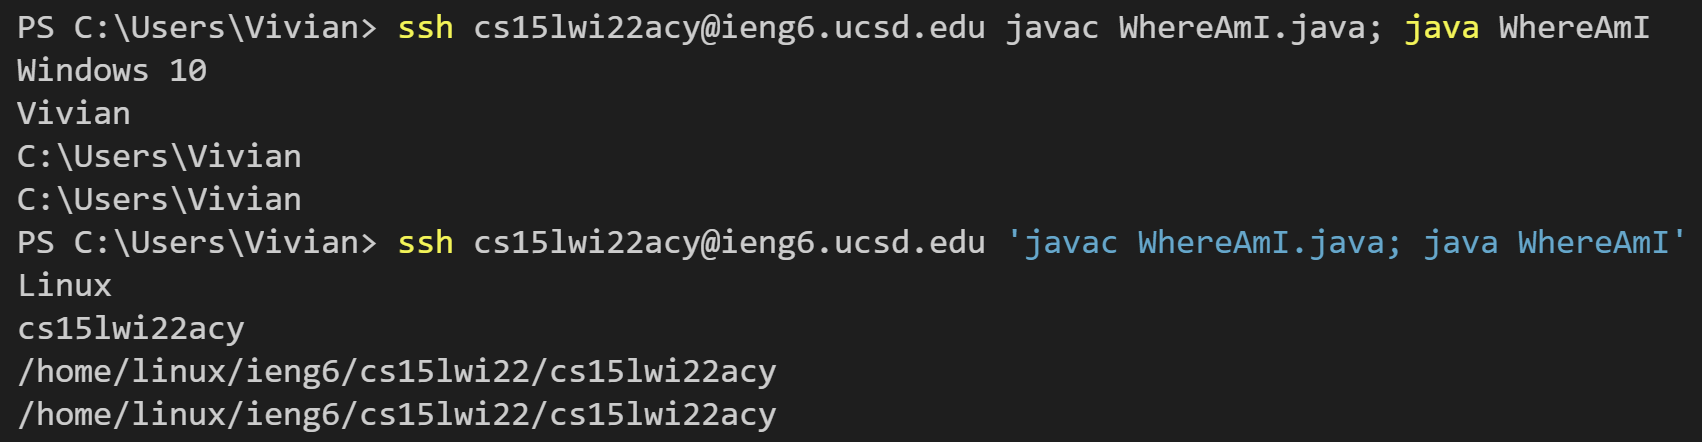 PS C:\Users\Vivian> ssh cs15lwi22acy@ieng6.ucsd.edu javac WhereAmI.java; java WhereAmI
Windows 10
Vivian
C:\Users\Vivian
C:\Users\Vivian
PS C:\Users\Vivian> ssh cs15lwi22acy@ieng6.ucsd.edu 'javac WhereAmI.java; java WhereAmI'
Linux
cs15lwi22acy
/home/linux/ieng6/cs15lwi22/cs15lwi22acy
/home/linux/ieng6/cs15lwi22/cs15lwi22acy